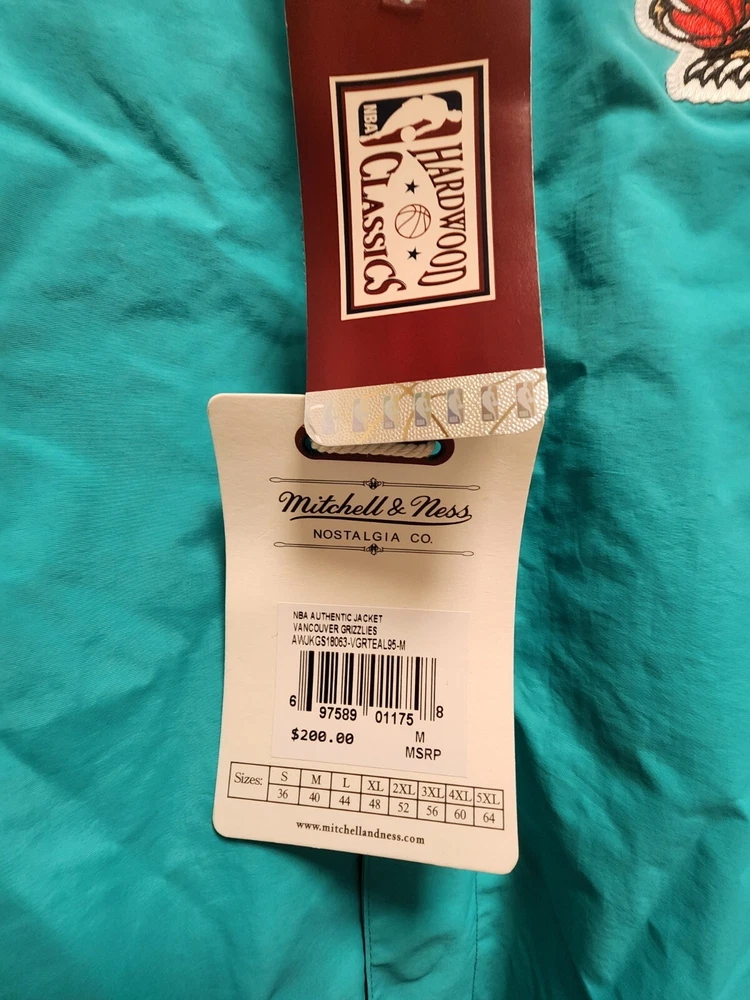 NBA
HARDWOOD
CLASSICS
Mitchell & Ness
NOSTALGIA CO.
NBA AUTHENTIC JACKET
VANCOUVER GRIZZLIES
AWJKGS18063-VGRTEAL95-M
6 97589 01175 8
$200.00 M
MSRP
Sizes: S M L XL 2XL 3XL 4XL 5XL
36 40 44 48 52 56 60 64
www.mitchellandness.com